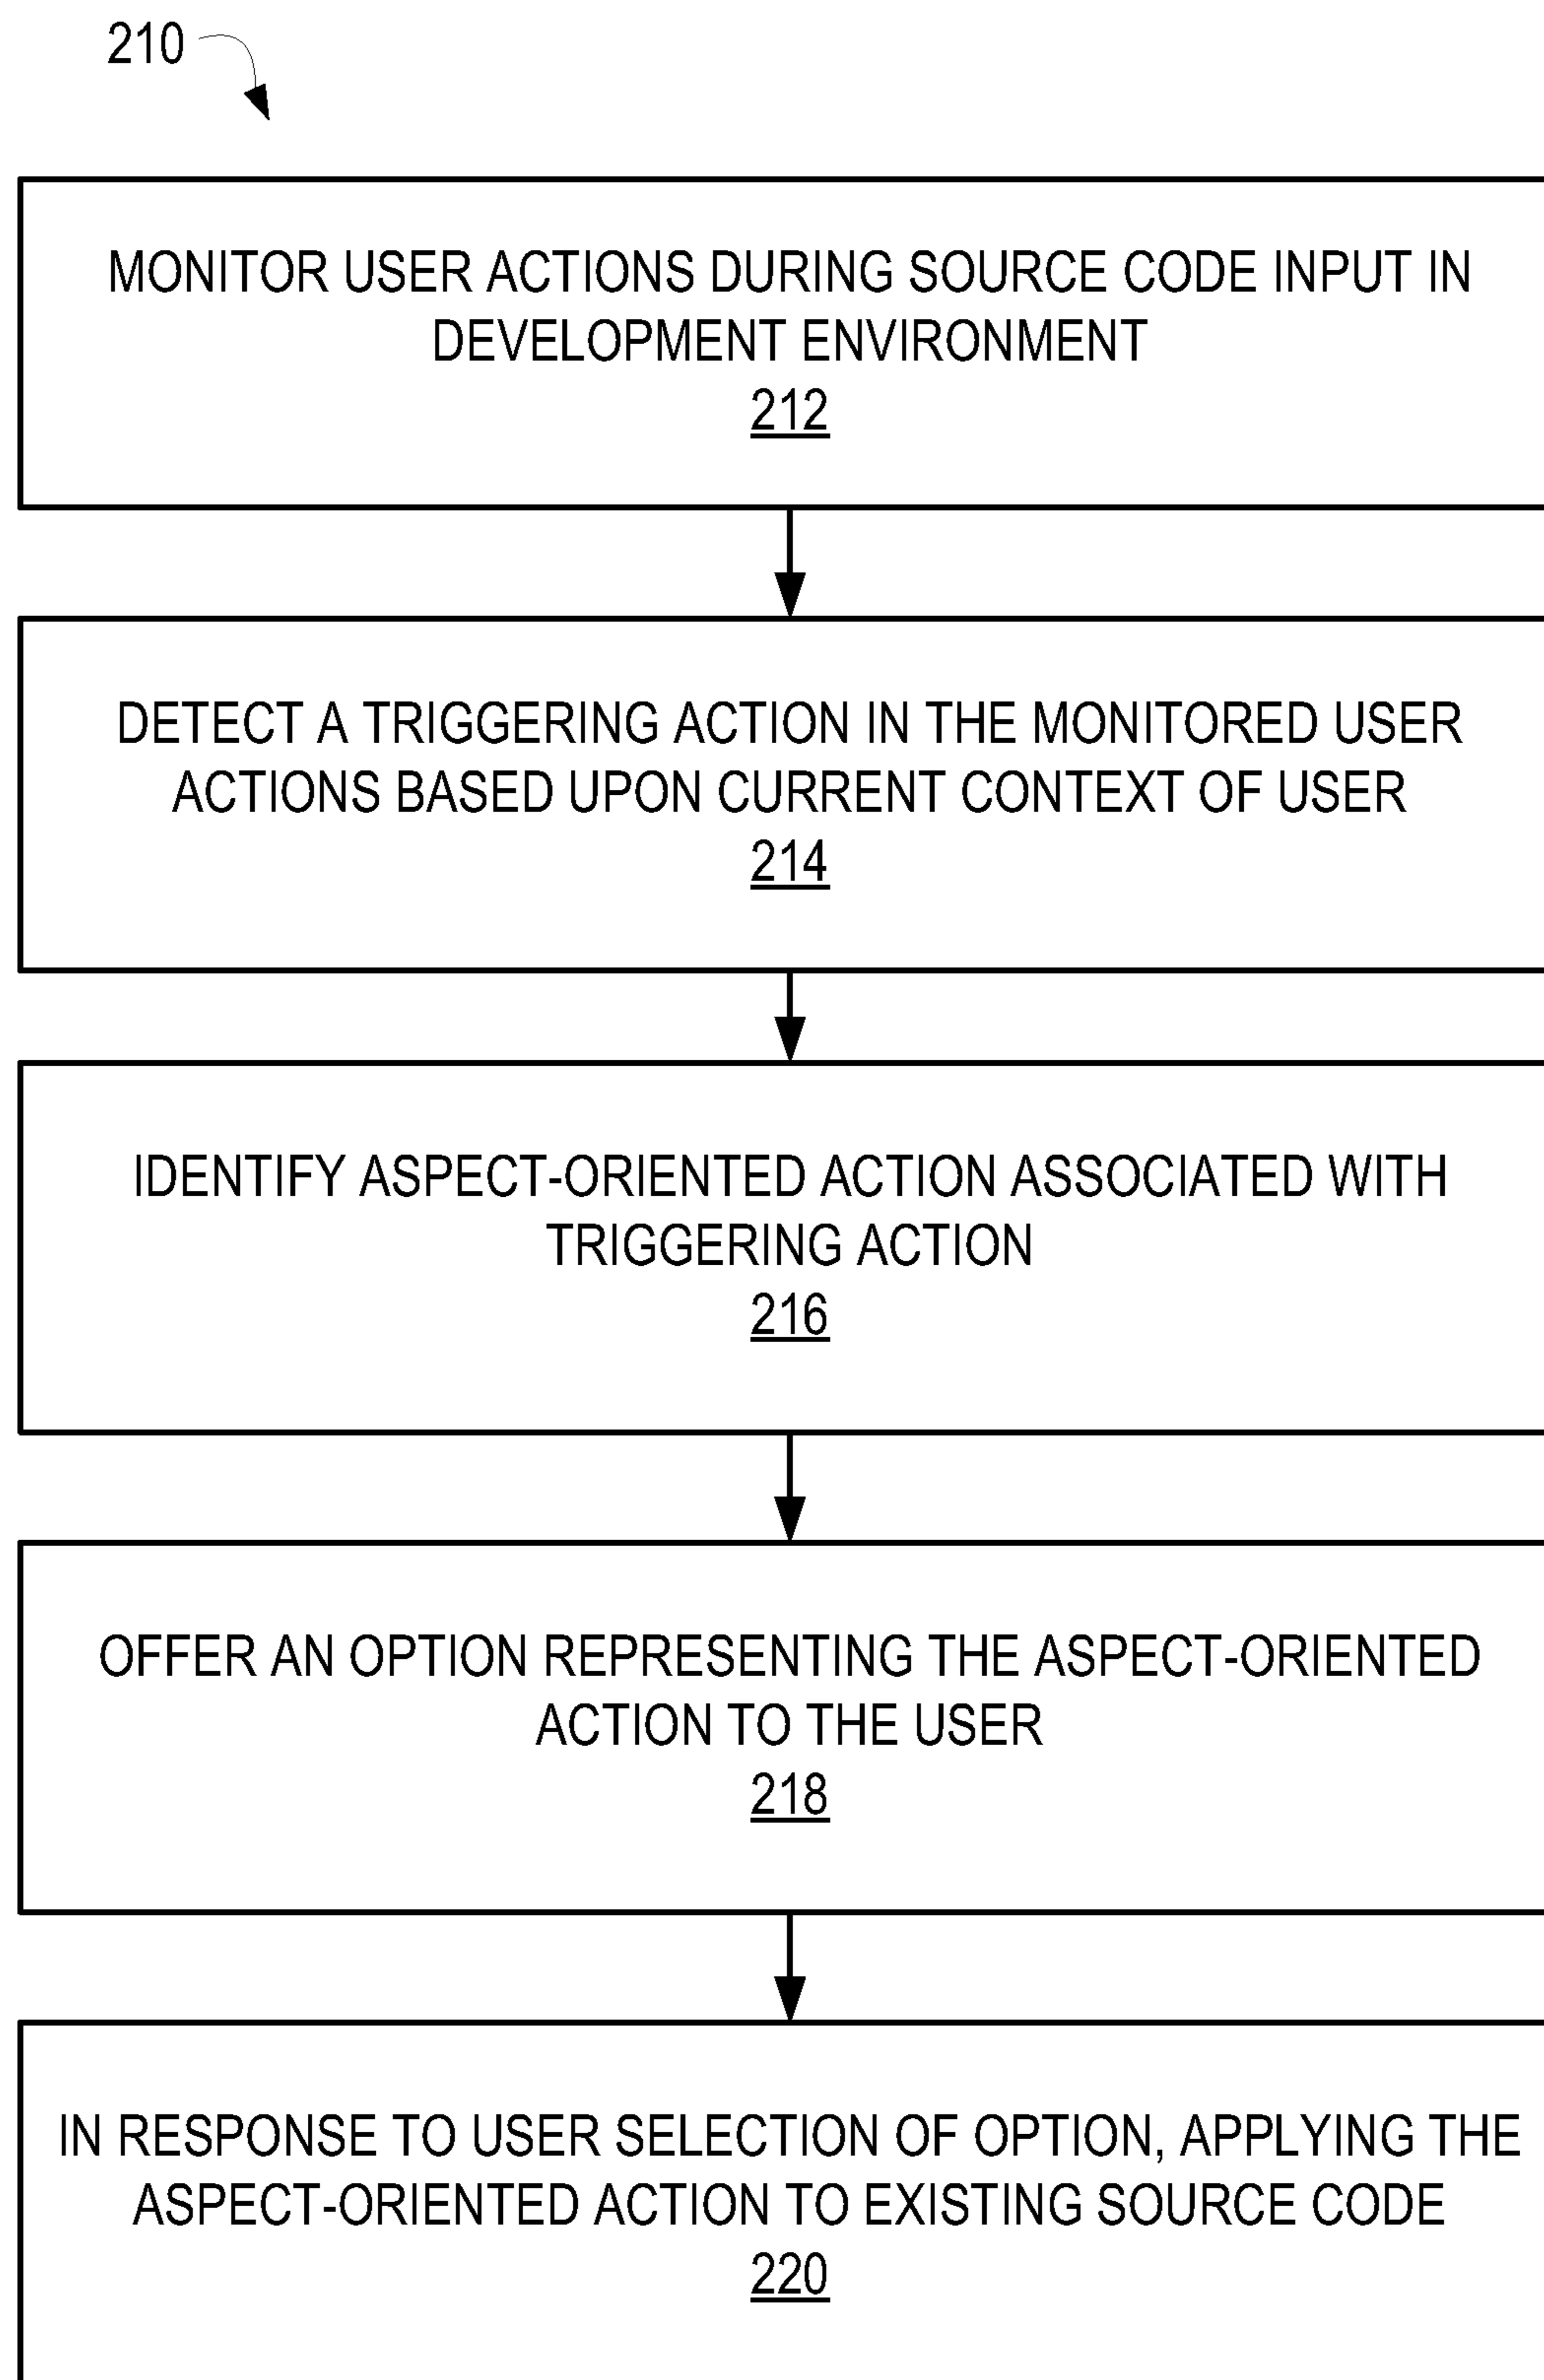 210
MONITOR USER ACTIONS DURING SOURCE CODE INPUT IN
DEVELOPMENT ENVIRONMENT
212
DETECT A TRIGGERING ACTION IN THE MONITORED USER
ACTIONS BASED UPON CURRENT CONTEXT OF USER
214
IDENTIFY ASPECT-ORIENTED ACTION ASSOCIATED WITH
TRIGGERING ACTION
216
OFFER AN OPTION REPRESENTING THE ASPECT-ORIENTED
ACTION TO THE USER
218
IN RESPONSE TO USER SELECTION OF OPTION, APPLYING THE
ASPECT-ORIENTED ACTION TO EXISTING SOURCE CODE
220